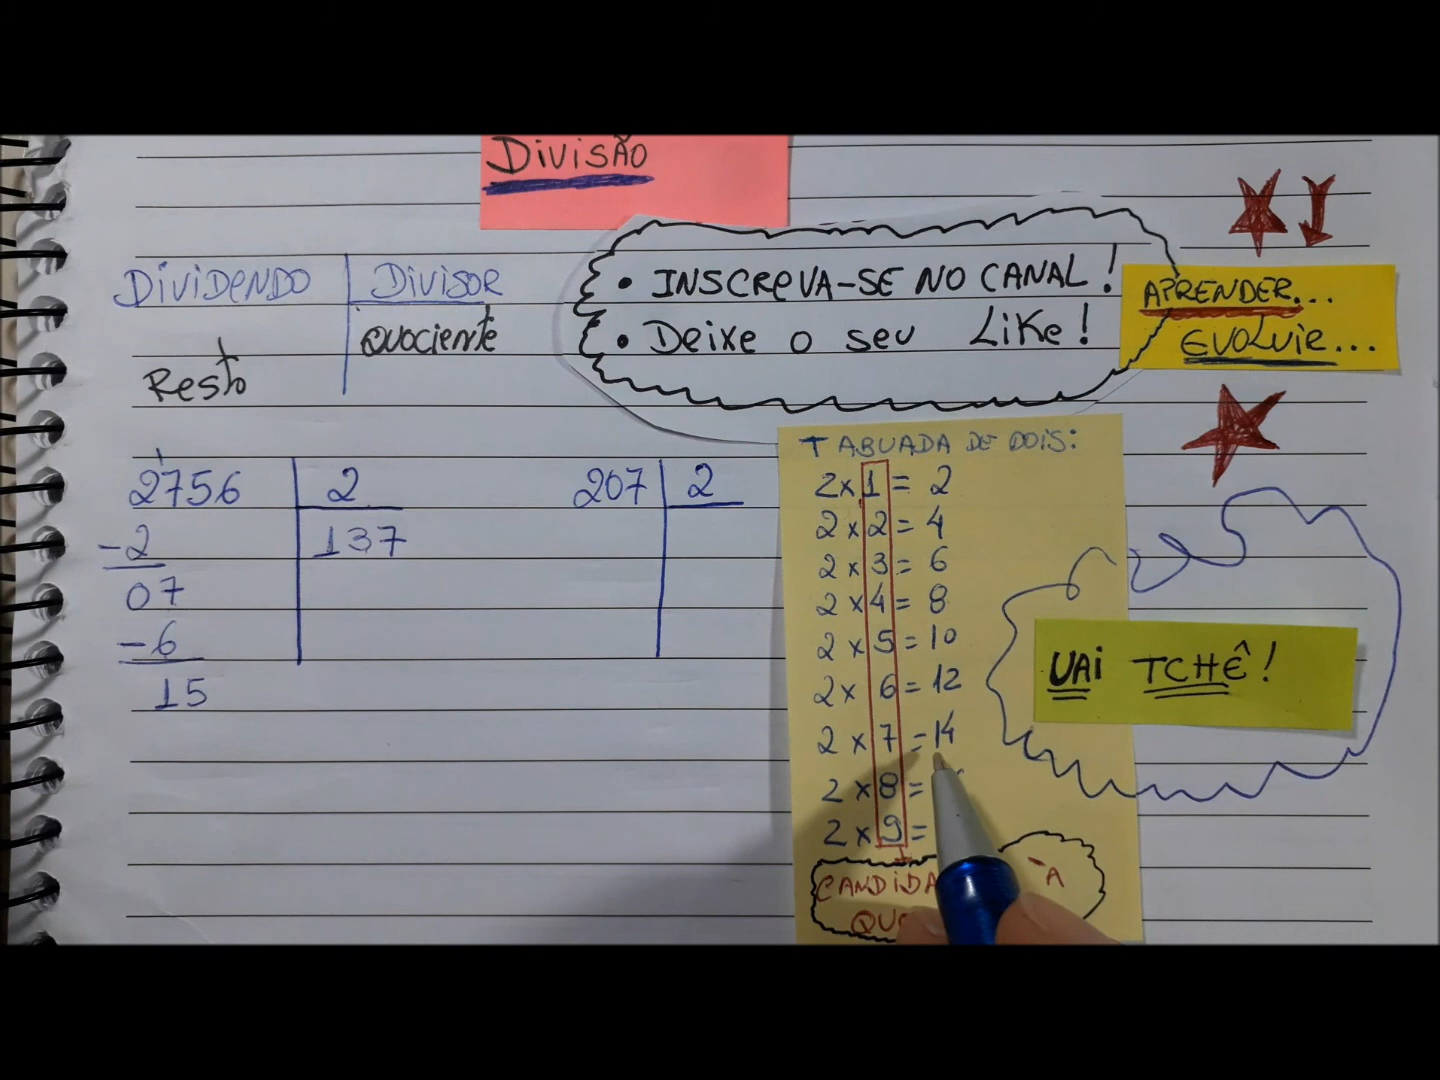 DIVISÃO
DIVIDENDO DIVISOR
QUOCIENTE
Resto
• INSCREVA-SE NO CANAL!
• Deixe o seu LIKE!
APRENDER...
EVOLUIE...
2756 2
-2 137
07
-6
15
207 2
TABUADA DE DOIS:
2x1= 2
2x2= 4
2x3= 6
2x4= 8
2x5= 10
2x6= 12
2x7= 14
2x8=
2x9=
UAI TCHÊ!